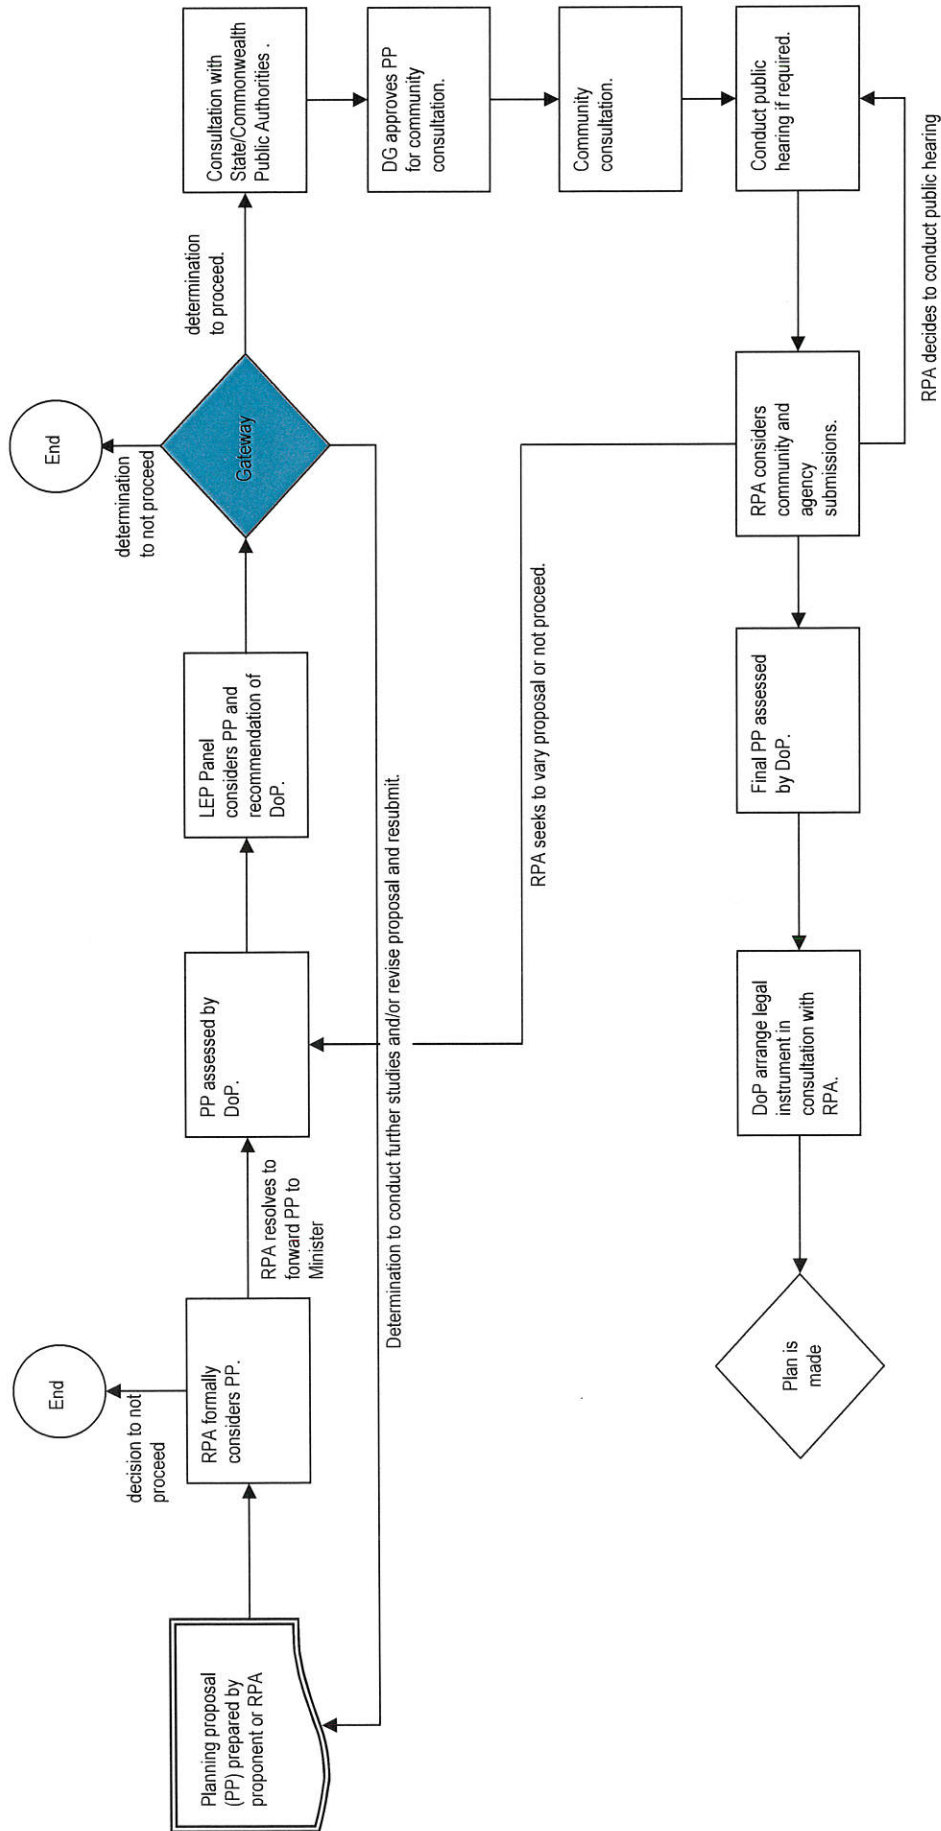 Planning proposal
(PP) prepared by
proponent or RPA
End
decision to not
proceed
RPA formally
considers PP.
RPA resolves to
forward PP to
Minister
PP assessed by
DoP.
LEP Panel
considers PP and
recommendation of
DoP.
End
determination
to not proceed
Gateway
determination
to proceed.
Consultation with
State/Commonwealth
Public Authorities .
DG approves PP
for community
consultation.
Community
consultation.
Conduct public
hearing if required.
Determination to conduct further studies and/or revise proposal and resubmit.
RPA seeks to vary proposal or not proceed.
RPA considers
community and
agency
submissions.
RPA decides to conduct public hearing
Final PP assessed
by DoP.
DoP arrange legal
instrument in
consultation with
RPA.
Plan is
made